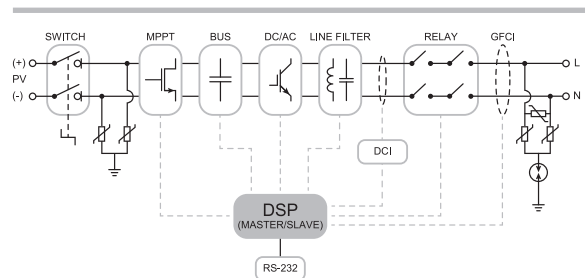 SWITCH MPPT BUS DC/AC LINE FILTER RELAY GFCI
(+) L
PV
(-) N
DCI
DSP
(MASTER/SLAVE)
RS-232